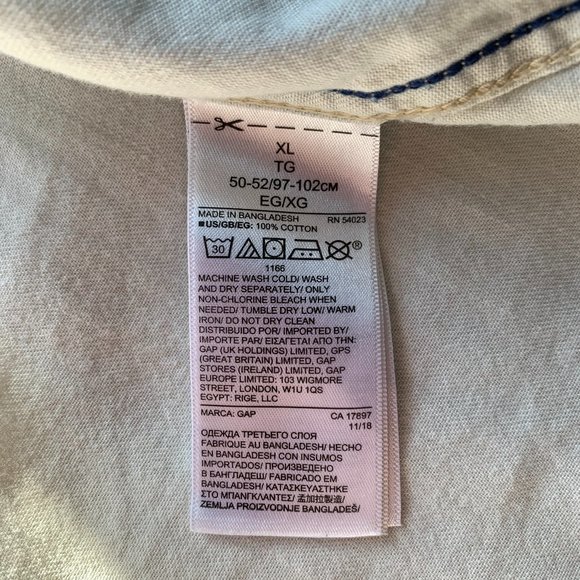 XL
TG
50-52/97-102CM
EG/XG
MADE IN BANGLADESH RN 54023
■US/GB/EG: 100% COTTON
30
1166
MACHINE WASH COLD/ WASH
AND DRY SEPARATELY/ ONLY
NON-CHLORINE BLEACH WHEN
NEEDED/ TUMBLE DRY LOW/ WARM
IRON/ DO NOT DRY CLEAN
DISTRIBUIDO POR/ IMPORTED BY/
IMPORTE PAR/ ΕΙΣΑΓΕΤΑΙ ΑΠΟ ΤΗΝ:
GAP (UK HOLDINGS) LIMITED, GPS
(GREAT BRITAIN) LIMITED, GAP
STORES (IRELAND) LIMITED, GAP
EUROPE LIMITED: 103 WIGMORE
STREET, LONDON, W1U 1QS
EGYPT: RIGE, LLC
MARCA: GAP CA 17897
11/18
ОДЕЖДА ТРЕТЬЕГО СЛОЯ
FABRIQUE AU BANGLADESH/ HECHO
EN BANGLADESH CON INSUMOS
IMPORTADOS/ ПРОИЗВЕДЕНО
В БАНГЛАДЕШ/ FABRICADO EM
BANGLADESH/ ΚΑΤΑΣΚΕΥΑΣΤΗΚΕ
ΣΤΟ ΜΠΑΝΓΚΛΑΝΤΕΣ/ 孟加拉製造/
ZEMLJA PROIZVODNJE BANGLADEŠ/